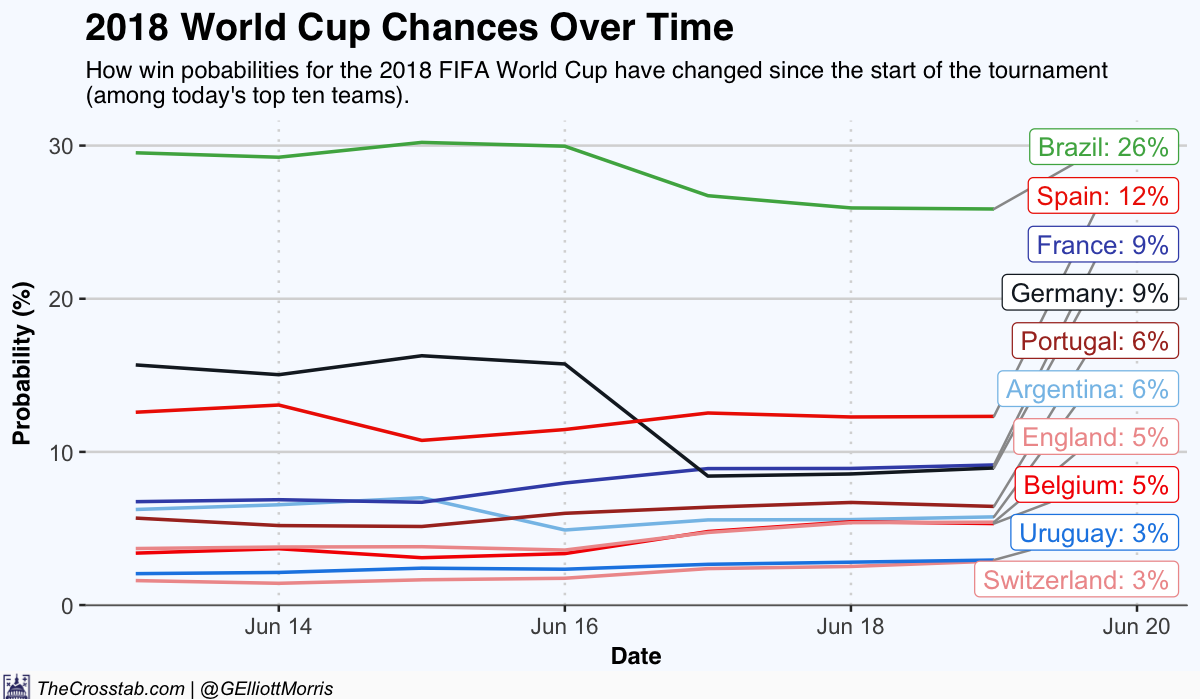 2018 World Cup Chances Over Time
How win pobabilities for the 2018 FIFA World Cup have changed since the start of the tournament
(among today's top ten teams).
Probability (%)
30
20
10
0
Brazil: 26%
Spain: 12%
France: 9%
Germany: 9%
Portugal: 6%
Argentina: 6%
England: 5%
Belgium: 5%
Uruguay: 3%
Switzerland: 3%
Jun 14
Jun 16
Jun 18
Jun 20
Date
TheCrosstab.com | @GElliottMorris